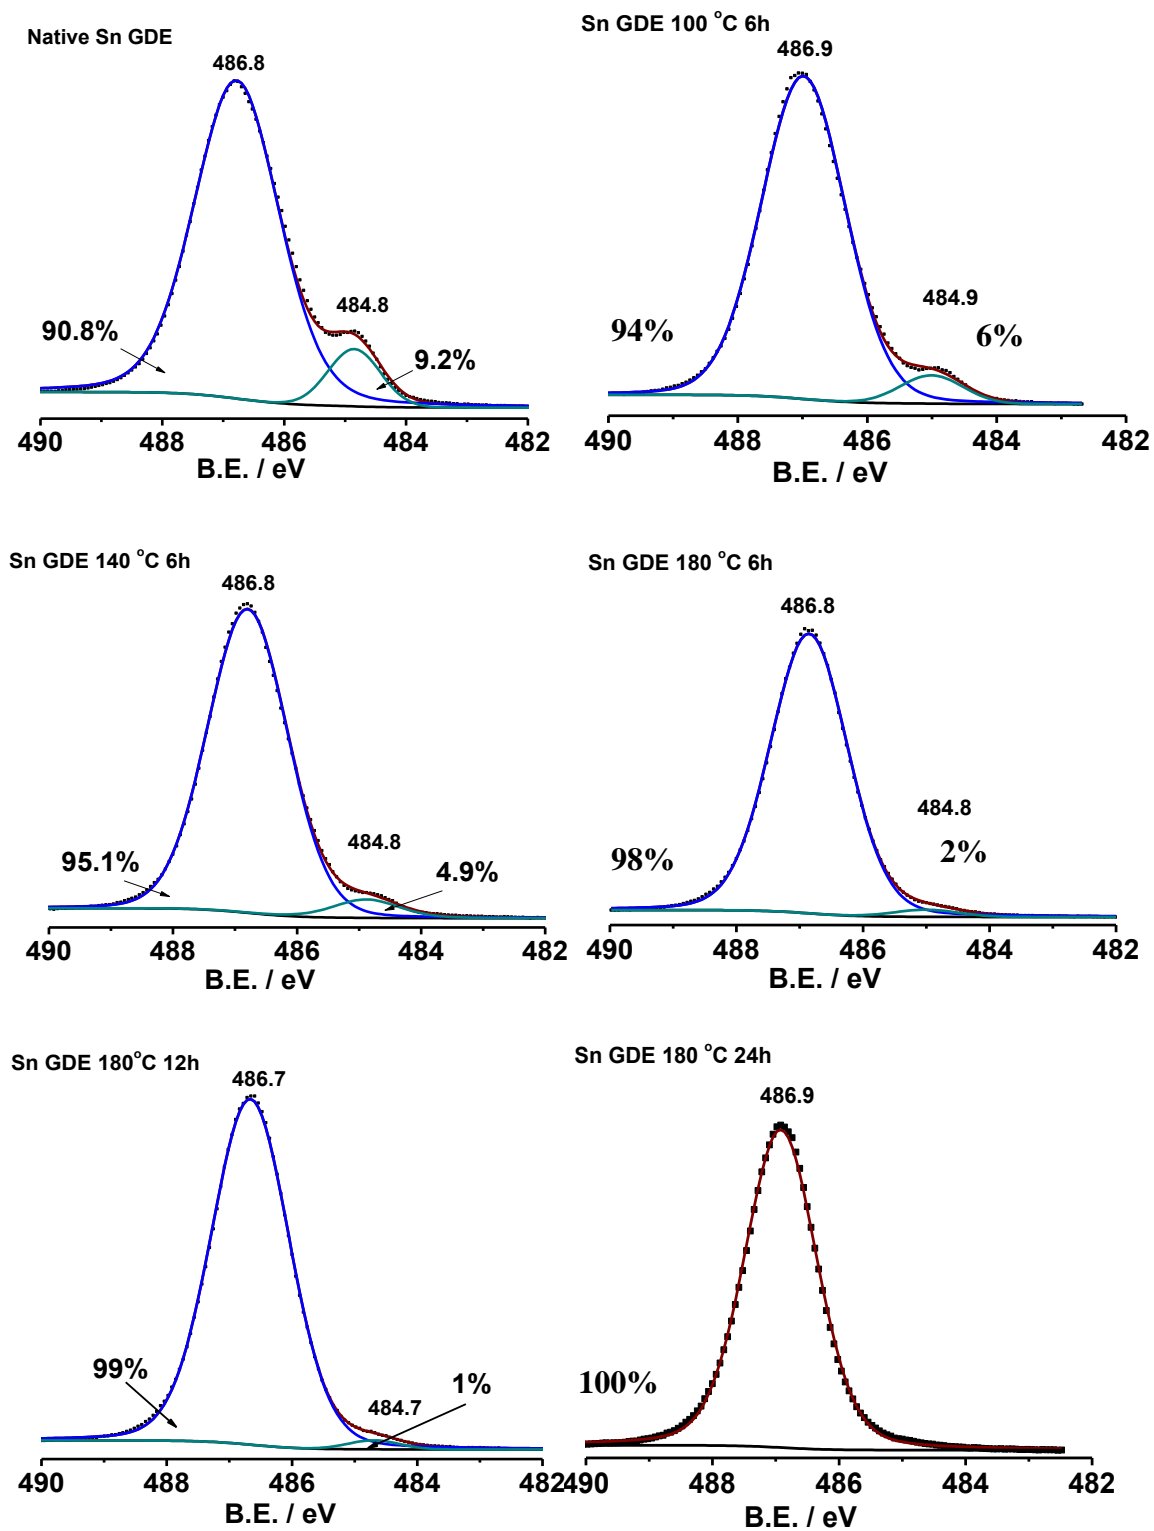 Native Sn GDE
486.8
484.8
90.8%
9.2%
490 488 486 484 482
B.E. / eV
Sn GDE 100 °C 6h
486.9
484.9
94%
6%
490 488 486 484 482
B.E. / eV
Sn GDE 140 °C 6h
486.8
484.8
95.1%
4.9%
490 488 486 484 482
B.E. / eV
Sn GDE 180 °C 6h
486.8
484.8
98%
2%
490 488 486 484 482
B.E. / eV
Sn GDE 180°C 12h
486.7
99%
1%
484.7
490 488 486 484 482
B.E. / eV
Sn GDE 180 °C 24h
486.9
100%
490 488 486 484 482
B.E. / eV